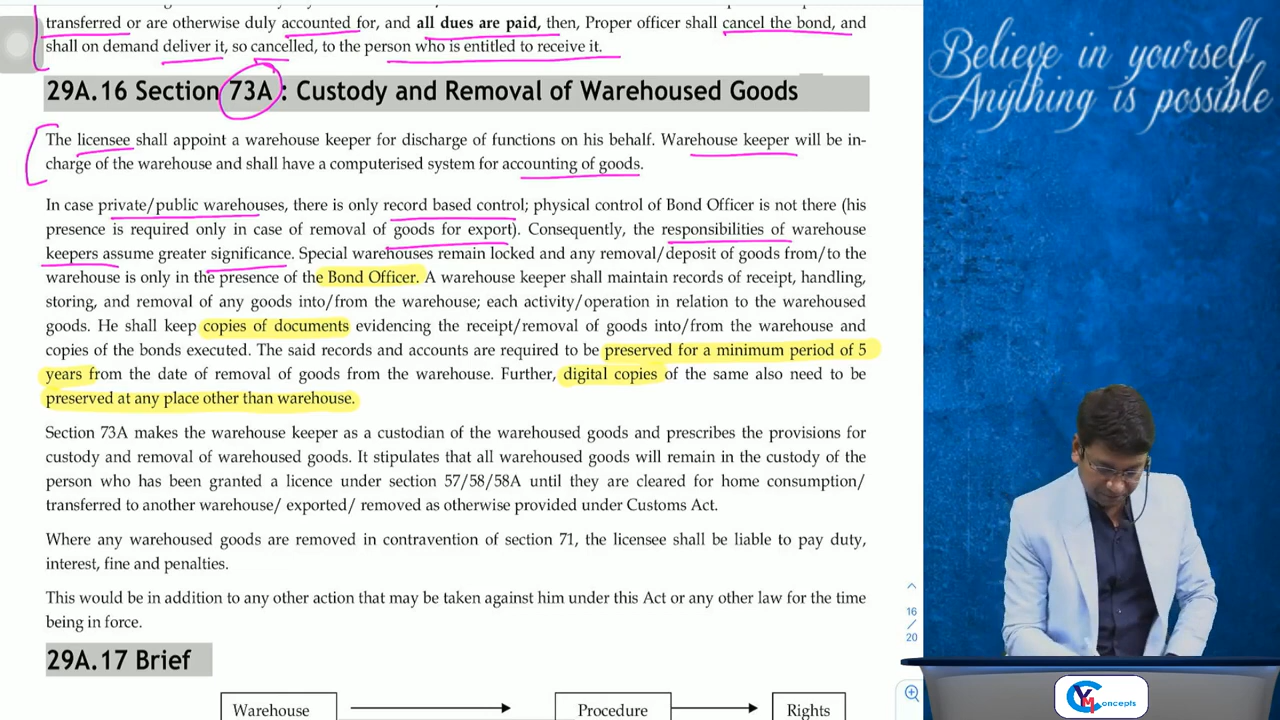 transferred or are otherwise duly accounted for, and all dues are paid, then, Proper officer shall cancel the bond, and
shall on demand deliver it, so cancelled, to the person who is entitled to receive it.
29A.16 Section 73A : Custody and Removal of Warehoused Goods
The licensee shall appoint a warehouse keeper for discharge of functions on his behalf. Warehouse keeper will be in-
charge of the warehouse and shall have a computerised system for accounting of goods.
In case private/public warehouses, there is only record based control; physical control of Bond Officer is not there (his
presence is required only in case of removal of goods for export). Consequently, the responsibilities of warehouse
keepers assume greater significance. Special warehouses remain locked and any removal/deposit of goods from/to the
warehouse is only in the presence of the Bond Officer. A warehouse keeper shall maintain records of receipt, handling,
storing, and removal of any goods into/from the warehouse; each activity/operation in relation to the warehoused
goods. He shall keep copies of documents evidencing the receipt/removal of goods into/from the warehouse and
copies of the bonds executed. The said records and accounts are required to be preserved for a minimum period of 5
years from the date of removal of goods from the warehouse. Further, digital copies of the same also need to be
preserved at any place other than warehouse.
Section 73A makes the warehouse keeper as a custodian of the warehoused goods and prescribes the provisions for
custody and removal of warehoused goods. It stipulates that all warehoused goods will remain in the custody of the
person who has been granted a licence under section 57/58/58A until they are cleared for home consumption/
transferred to another warehouse/ exported/ removed as otherwise provided under Customs Act.
Where any warehoused goods are removed in contravention of section 71, the licensee shall be liable to pay duty,
interest, fine and penalties.
This would be in addition to any other action that may be taken against him under this Act or any other law for the time
being in force.
29A.17 Brief
Warehouse
Procedure
Rights
16
/
20
Believe in yourself
Anything is possible
YM Concepts